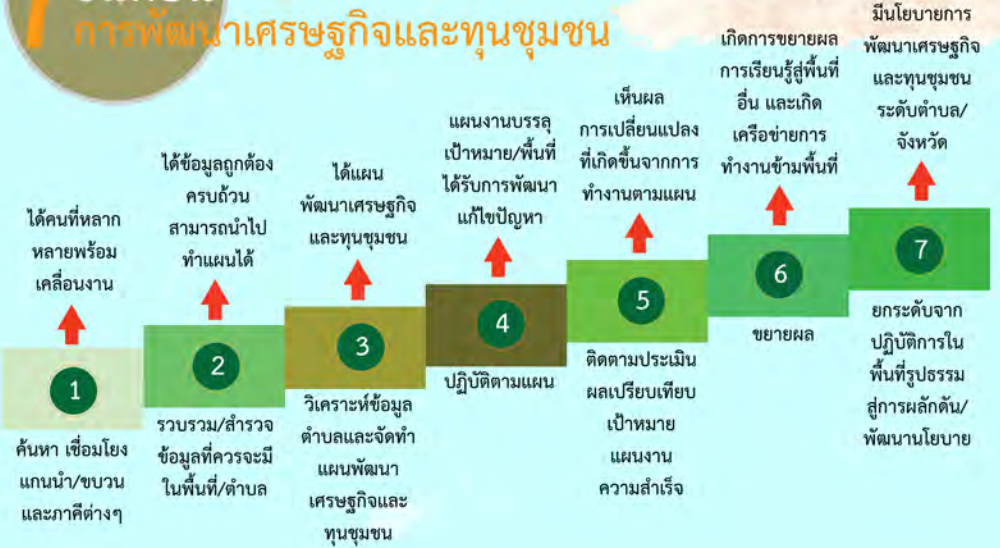 7
การพัฒนาเศรษฐกิจและทุนชุมชน
ได้คนที่หลาก
หลายพร้อม
เคลื่อนงาน
1
ค้นหา เชื่อมโยง
แกนนำ/ขบวน
และภาคีต่างๆ
ได้ข้อมูลถูกต้อง
ครบถ้วน
สามารถนำไป
ทำแผนได้
2
รวบรวม/สำรวจ
ข้อมูลที่ควรจะมี
ในพื้นที่/ตำบล
ได้แผน
พัฒนาเศรษฐกิจ
และทุนชุมชน
3
วิเคราะห์ข้อมูล
ตำบลและจัดทำ
แผนพัฒนา
เศรษฐกิจและ
ทุนชุมชน
แผนงานบรรลุ
เป้าหมาย/พื้นที่
ได้รับการพัฒนา
แก้ไขปัญหา
4
ปฏิบัติตามแผน
เห็นผล
การเปลี่ยนแปลง
ที่เกิดขึ้นจากการ
ทำงานตามแผน
5
ติดตามประเมิน
ผลเปรียบเทียบ
เป้าหมาย
แผนงาน
ความสำเร็จ
เกิดการขยายผล
การเรียนรู้สู่พื้นที่
อื่น และเกิด
เครือข่ายการ
ทำงานข้ามพื้นที่
6
ขยายผล
มีนโยบายการ
พัฒนาเศรษฐกิจ
และทุนชุมชน
ระดับตำบล/
จังหวัด
7
ยกระดับจาก
ปฏิบัติการใน
พื้นที่รูปธรรม
สู่การผลักดัน/
พัฒนานโยบาย